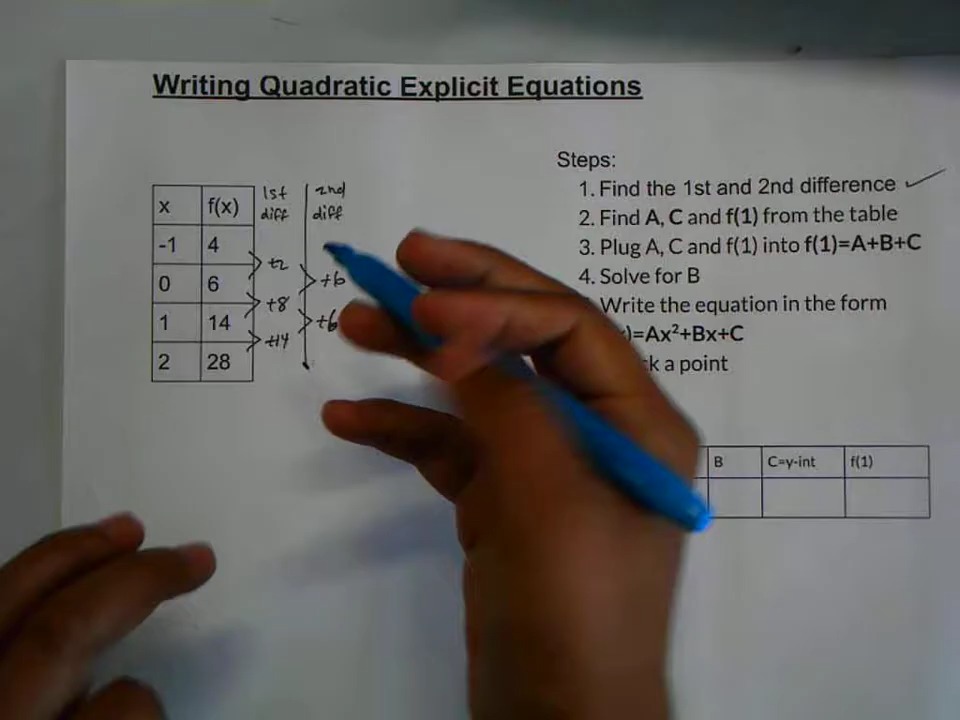 Writing Quadratic Explicit Equations
Steps:
1. Find the 1st and 2nd difference
2. Find A, C and f(1) from the table
3. Plug A, C and f(1) into f(1)=A+B+C
4. Solve for B
Write the equation in the form
)=Ax²+Bx+C
k a point
x f(x) 1st diff 2nd diff
-1 4
+2
0 6 +6
+8
1 14 +6
+14
2 28
B C=y-int f(1)